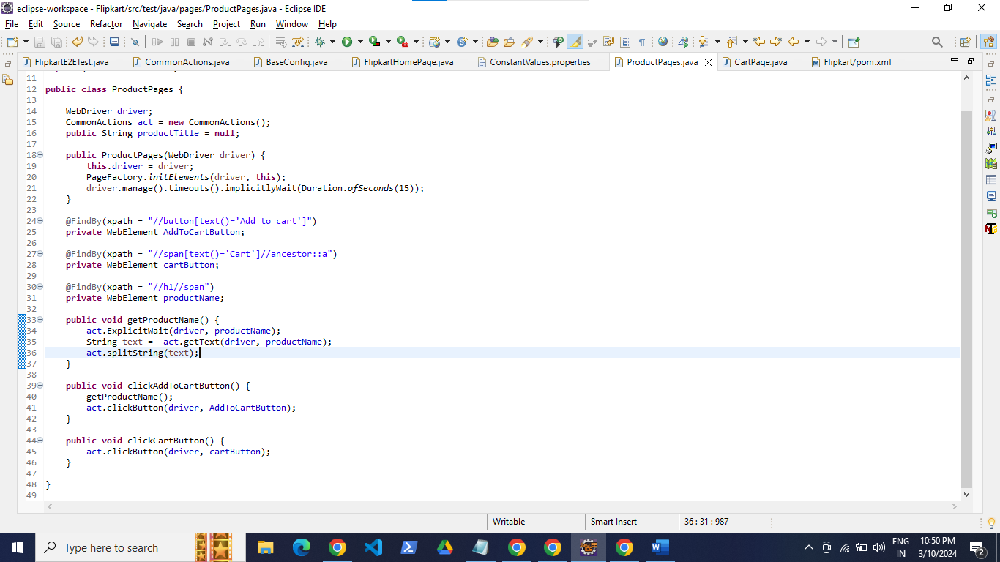 eclipse-workspace - Flipkart/src/test/java/pages/ProductPages.java - Eclipse IDE
File Edit Source Refactor Navigate Search Project Run Window Help
FlipkartE2ETest.java CommonActions.java BaseConfig.java FlipkartHomePage.java ConstantValues.properties ProductPages.java CartPage.java Flipkart/pom.xml
11
12 public class ProductPages {
13
14 WebDriver driver;
15 CommonActions act = new CommonActions();
16 public String productTitle = null;
17
18 public ProductPages(WebDriver driver) {
19 this.driver = driver;
20 PageFactory.initElements(driver, this);
21 driver.manage().timeouts().implicitlyWait(Duration.ofSeconds(15));
22 }
23
24 @FindBy(xpath = "//button[text()='Add to cart']")
25 private WebElement AddToCartButton;
26
27 @FindBy(xpath = "//span[text()='Cart']//ancestor::a")
28 private WebElement cartButton;
29
30 @FindBy(xpath = "//h1//span")
31 private WebElement productName;
32
33 public void getProductName() {
34 act.ExplicitWait(driver, productName);
35 String text =  act.getText(driver, productName);
36 act.splitString(text);
37 }
38
39 public void clickAddToCartButton() {
40 getProductName();
41 act.clickButton(driver, AddToCartButton);
42 }
43
44 public void clickCartButton() {
45 act.clickButton(driver, cartButton);
46 }
47
48 }
49
Writable Smart Insert 36 : 31 : 987
Type here to search
ENG
IN
10:50 PM
3/10/2024
2